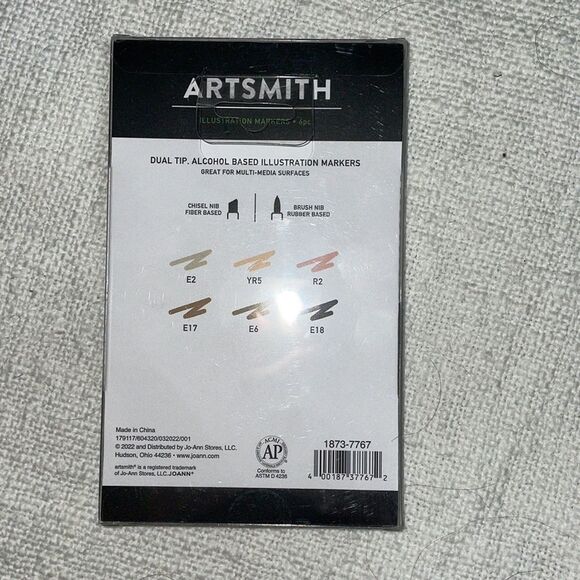 ARTSMITH
ILLUSTRATION MARKERS • 6pc
DUAL TIP. ALCOHOL BASED ILLUSTRATION MARKERS
GREAT FOR MULTI-MEDIA SURFACES
CHISEL NIB
FIBER BASED
BRUSH NIB
RUBBER BASED
E2 YR5 R2
E17 E6 E18
Made in China
179117/604320/032022/001
© 2022 and Distributed by Jo-Ann Stores, LLC.
Hudson, Ohio 44236 • www.joann.com
artsmith® is a registered trademark
of Jo-Ann Stores, LLC. JOANN®
ACMI
AP
Conforms to
ASTM D 4236
1873-7767
4 00187 37767 2